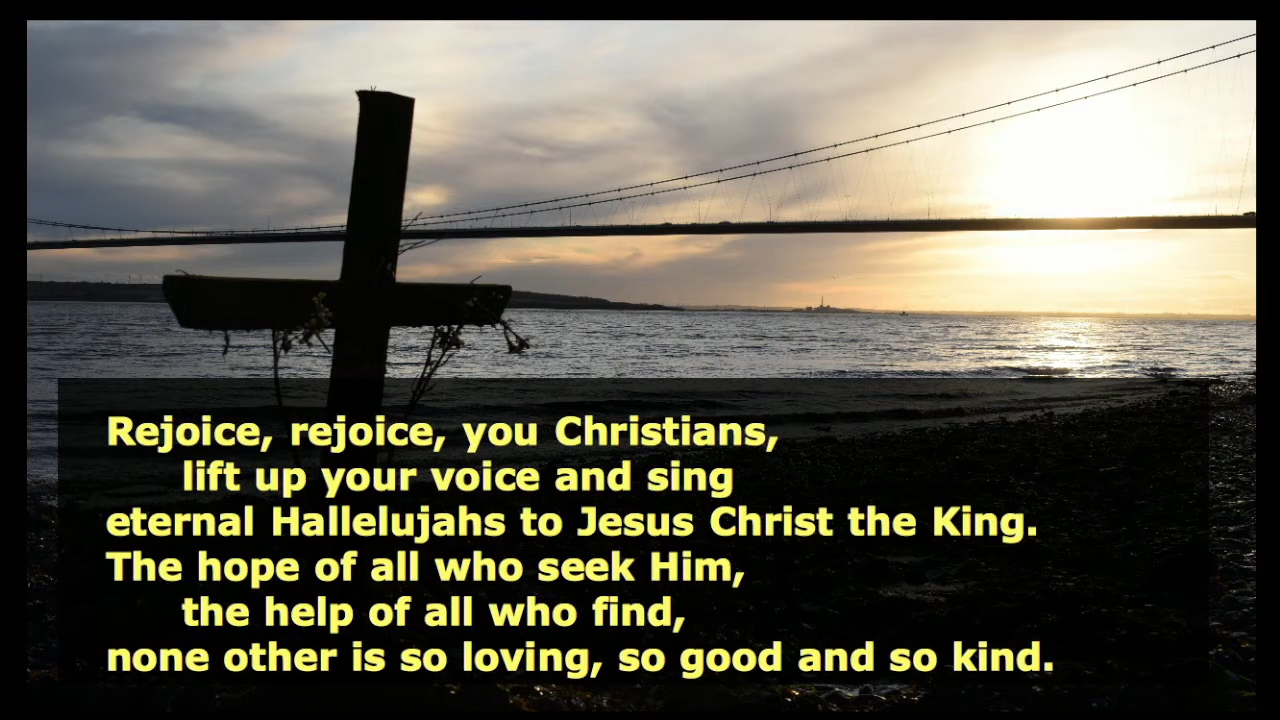 Rejoice, rejoice, you Christians,
lift up your voice and sing
eternal Hallelujahs to Jesus Christ the King.
The hope of all who seek Him,
the help of all who find,
none other is so loving, so good and so kind.